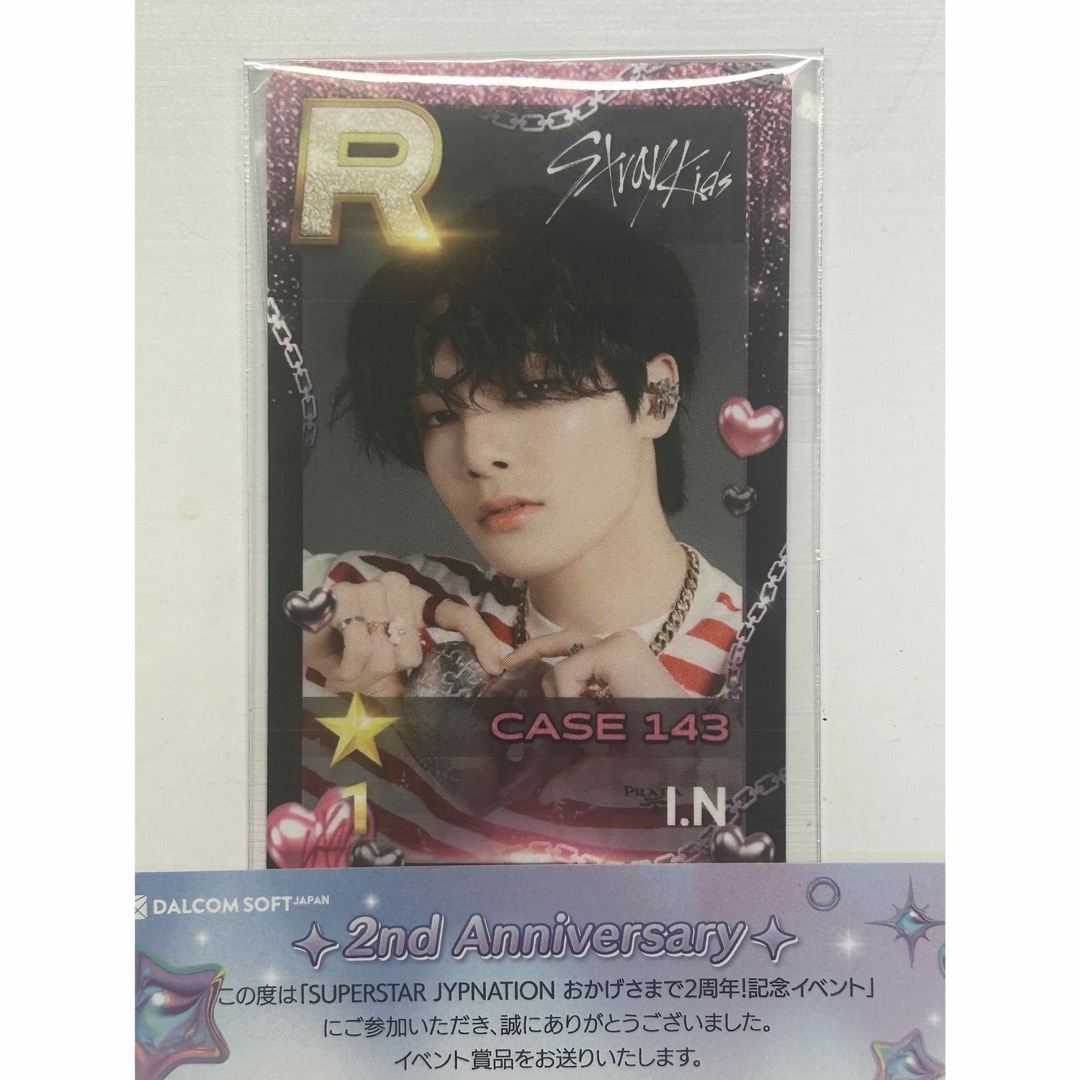 R
Stray Kids
CASE 143
1
PRADA
I.N
DALCOM SOFT JAPAN
2nd Anniversary
この度は「SUPERSTAR JYPNATION おかげさまで2周年!記念イベント」
にご参加いただき、誠にありがとうございました。
イベント賞品をお送りいたします。